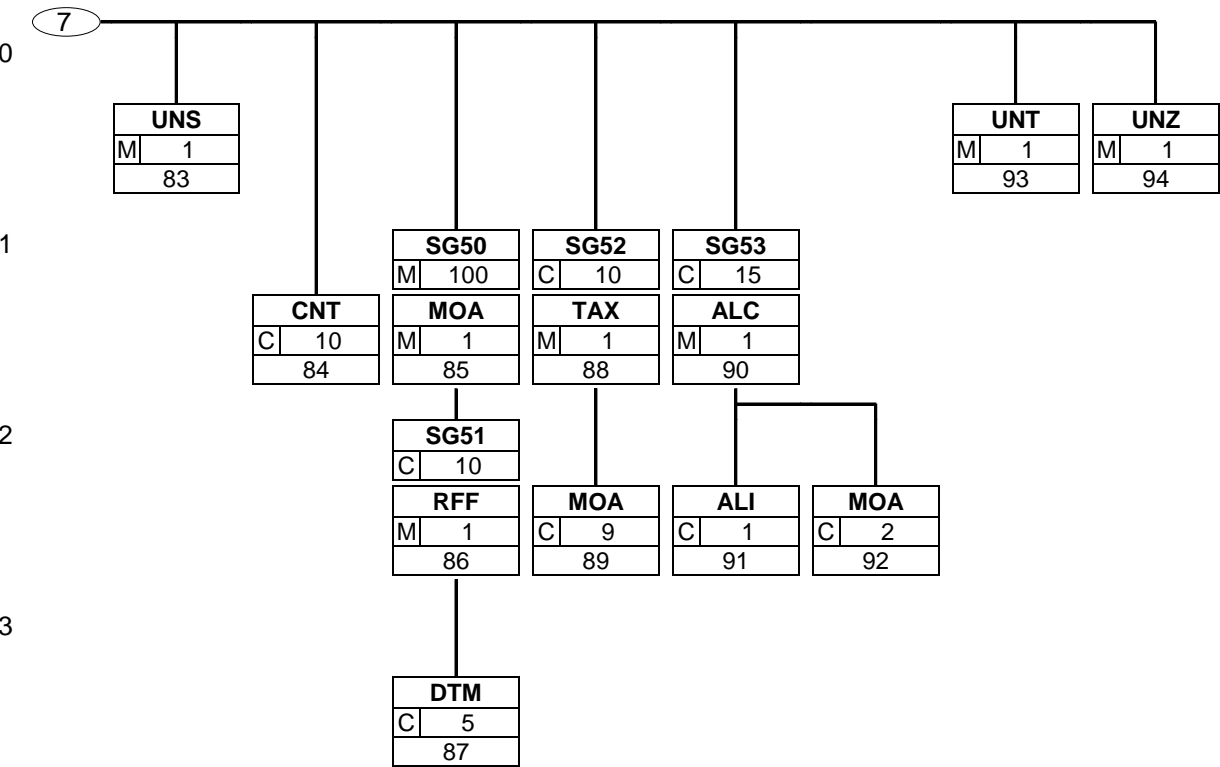 7
0
UNS
M 1
83
UNT
M 1
93
UNZ
M 1
94
1
SG50
M 100
SG52
C 10
SG53
C 15
CNT
C 10
84
MOA
M 1
85
TAX
M 1
88
ALC
M 1
90
2
SG51
C 10
RFF
M 1
86
MOA
C 9
89
ALI
C 1
91
MOA
C 2
92
3
DTM
C 5
87